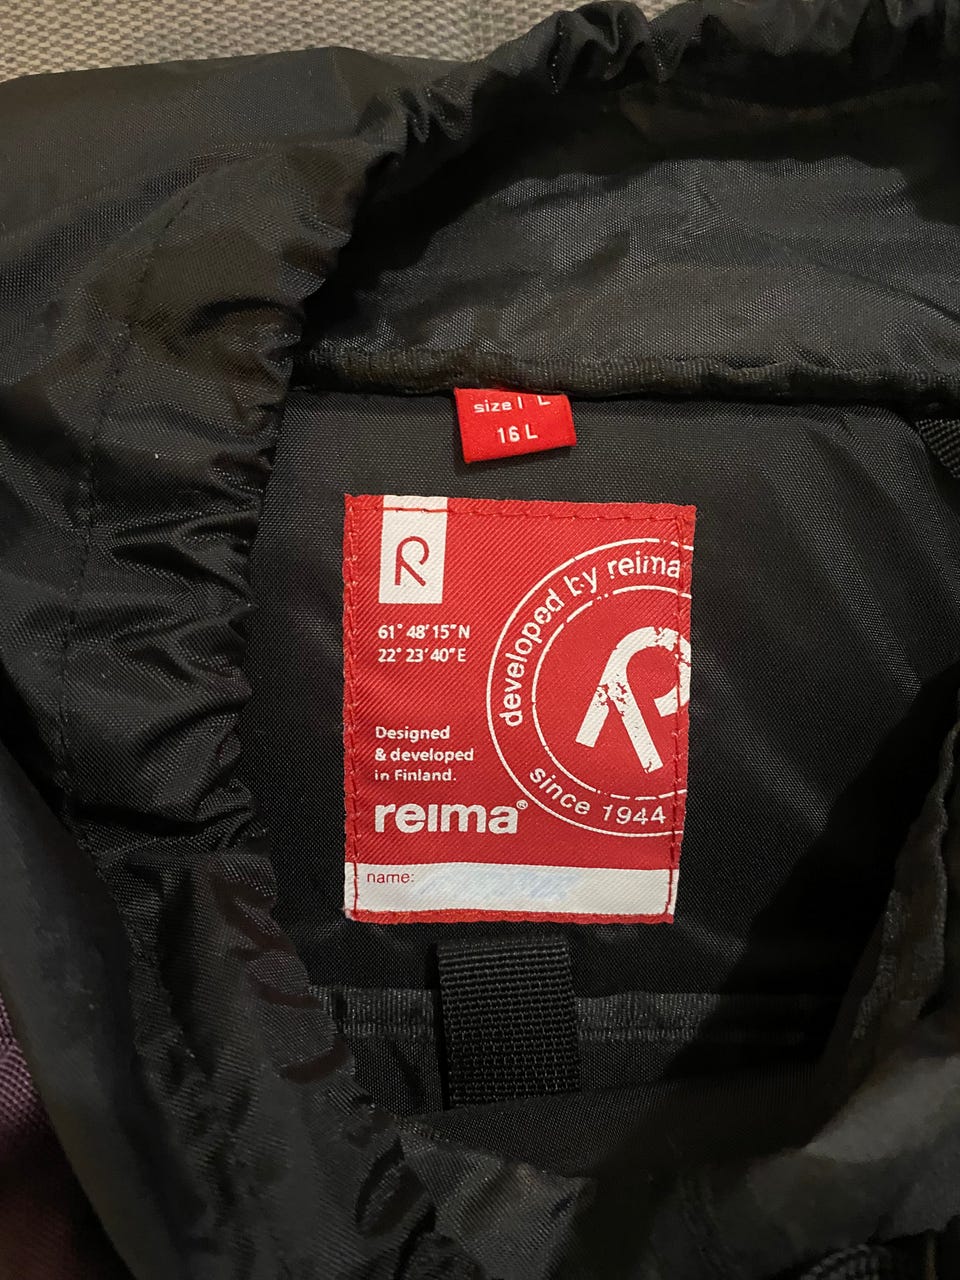 size
16 L
R
61° 48' 15" N
22° 23' 40" E
developed by reima
R
since 1944
Designed
& developed
in Finland.
reima®
name: